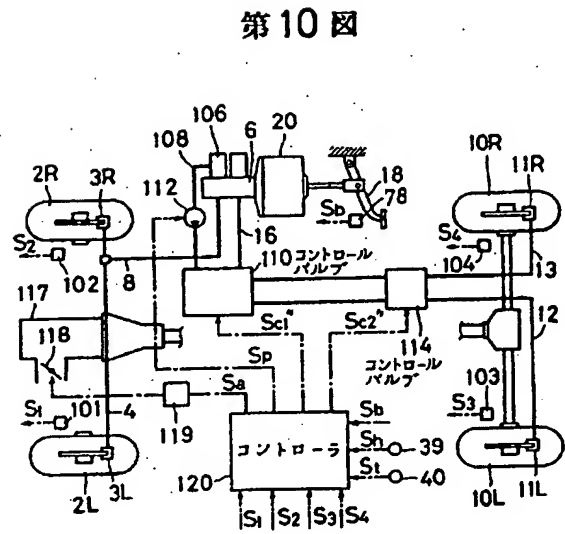 第10図
106
6
20
108
10R
11R
2R
3R
112
18
78
Sb
S2
102
8
16
110 コントロール
バルブ
S4
104
13
117
118
114
コントロール
バルブ
12
Sc1"
Sc2"
Sp
Sa
S1
101
4
119
S3
103
Sb
Sh
39
St
40
コントローラ
120
2L
3L
10L
11L
S1 S2 S3 S4